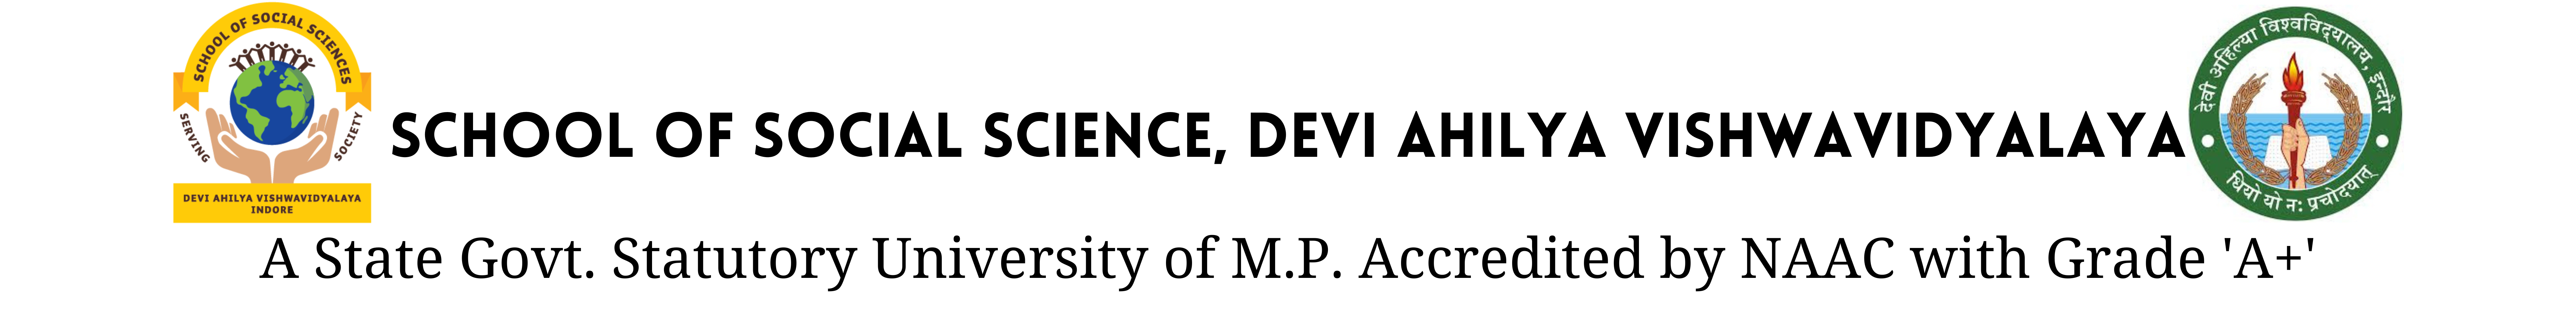 SCHOOL OF SOCIAL SCIENCES
SERVING SOCIETY
DEVI AHILYA VISHWAVIDYALAYA
INDORE
SCHOOL OF SOCIAL SCIENCE, DEVI AHILYA VISHWAVIDYALAYA
देवी अहिल्या विश्वविद्यालय, इन्दौर
धियो यो नः प्रचोदयात्
A State Govt. Statutory University of M.P. Accredited by NAAC with Grade 'A+'